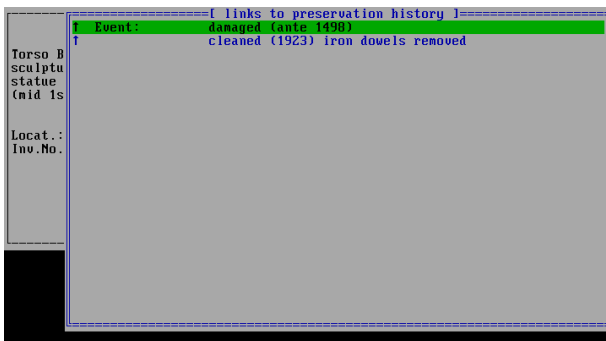 [ links to preservation history ]
↑ Event: damaged (ante 1498)
↑ cleaned (1923) iron dowels removed
Torso B
sculptu
statue
(mid 1s
Locat.:
Inv.No.